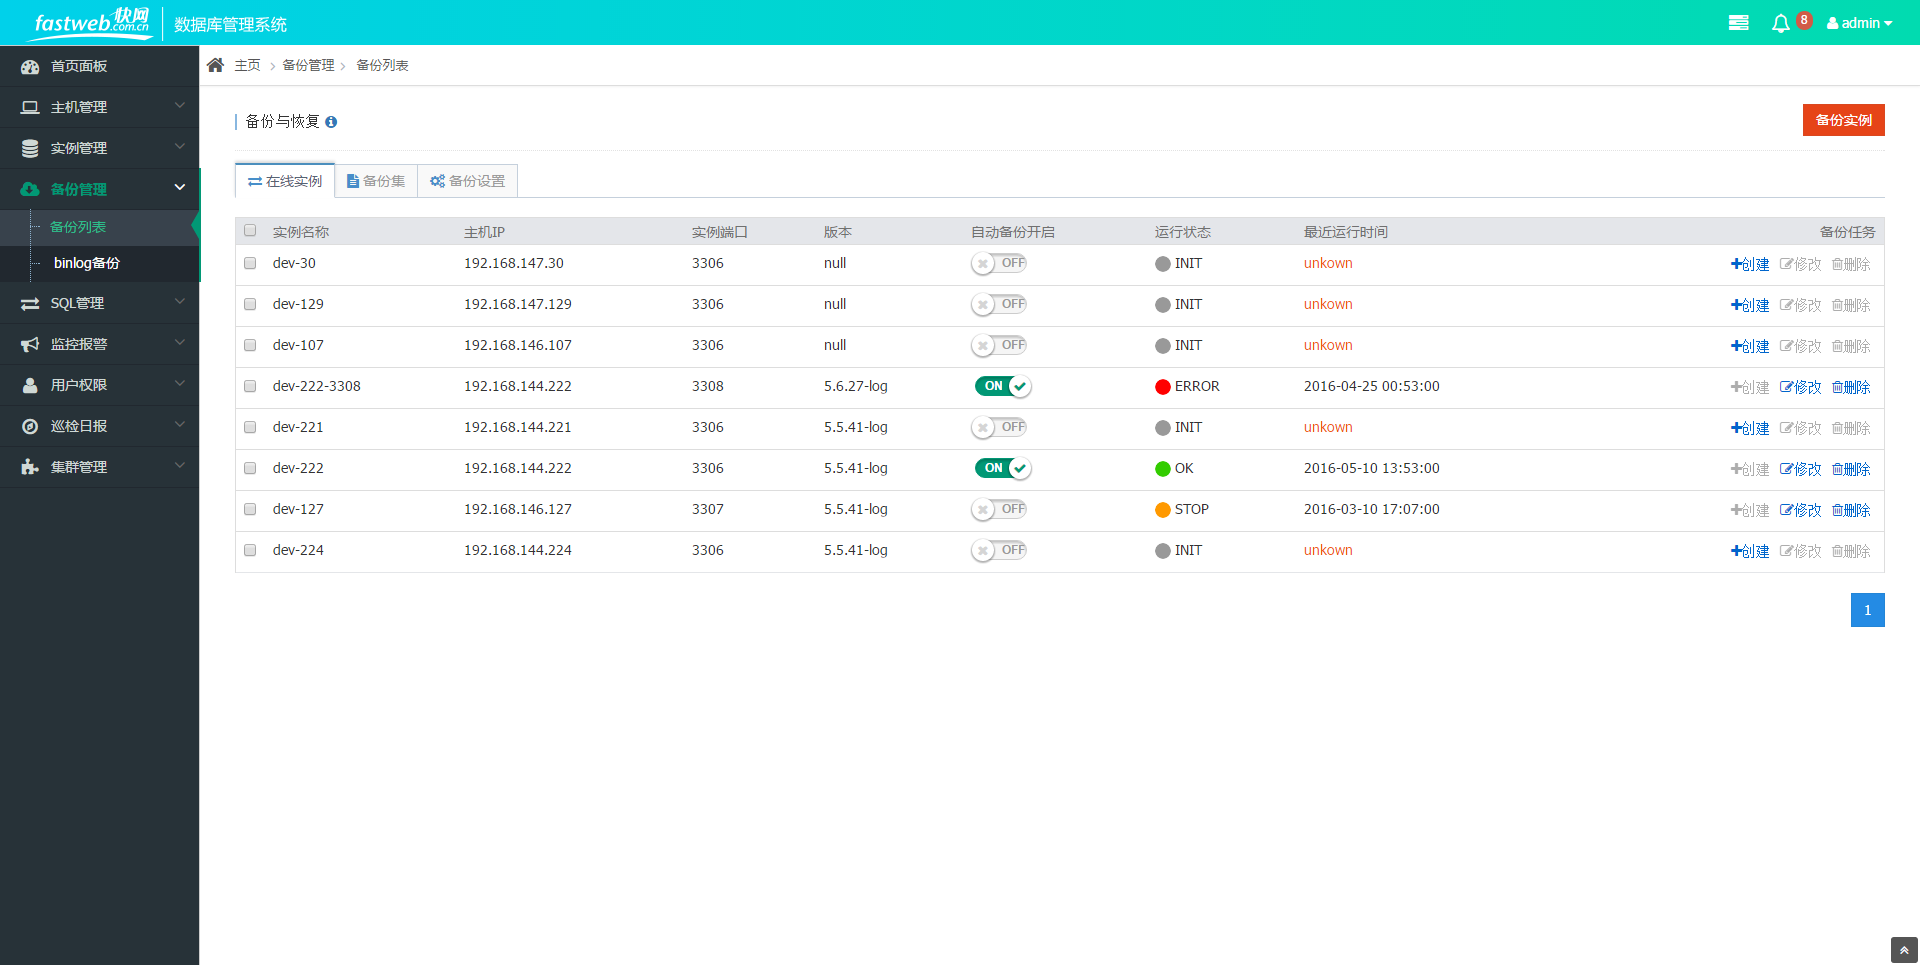 fastweb快网 .com.cn 数据库管理系统 8 admin
首页面板
主机管理
实例管理
备份管理
备份列表
binlog备份
SQL管理
监控报警
用户权限
巡检日报
集群管理
主页 > 备份管理 > 备份列表
备份与恢复 备份实例
在线实例 备份集 备份设置
实例名称 主机IP 实例端口 版本 自动备份开启 运行状态 最近运行时间 备份任务
dev-30 192.168.147.30 3306 null OFF INIT unkown 创建 修改 删除
dev-129 192.168.147.129 3306 null OFF INIT unkown 创建 修改 删除
dev-107 192.168.146.107 3306 null OFF INIT unkown 创建 修改 删除
dev-222-3308 192.168.144.222 3308 5.6.27-log ON ERROR 2016-04-25 00:53:00 创建 修改 删除
dev-221 192.168.144.221 3306 5.5.41-log OFF INIT unkown 创建 修改 删除
dev-222 192.168.144.222 3306 5.5.41-log ON OK 2016-05-10 13:53:00 创建 修改 删除
dev-127 192.168.146.127 3307 5.5.41-log OFF STOP 2016-03-10 17:07:00 创建 修改 删除
dev-224 192.168.144.224 3306 5.5.41-log OFF INIT unkown 创建 修改 删除
1